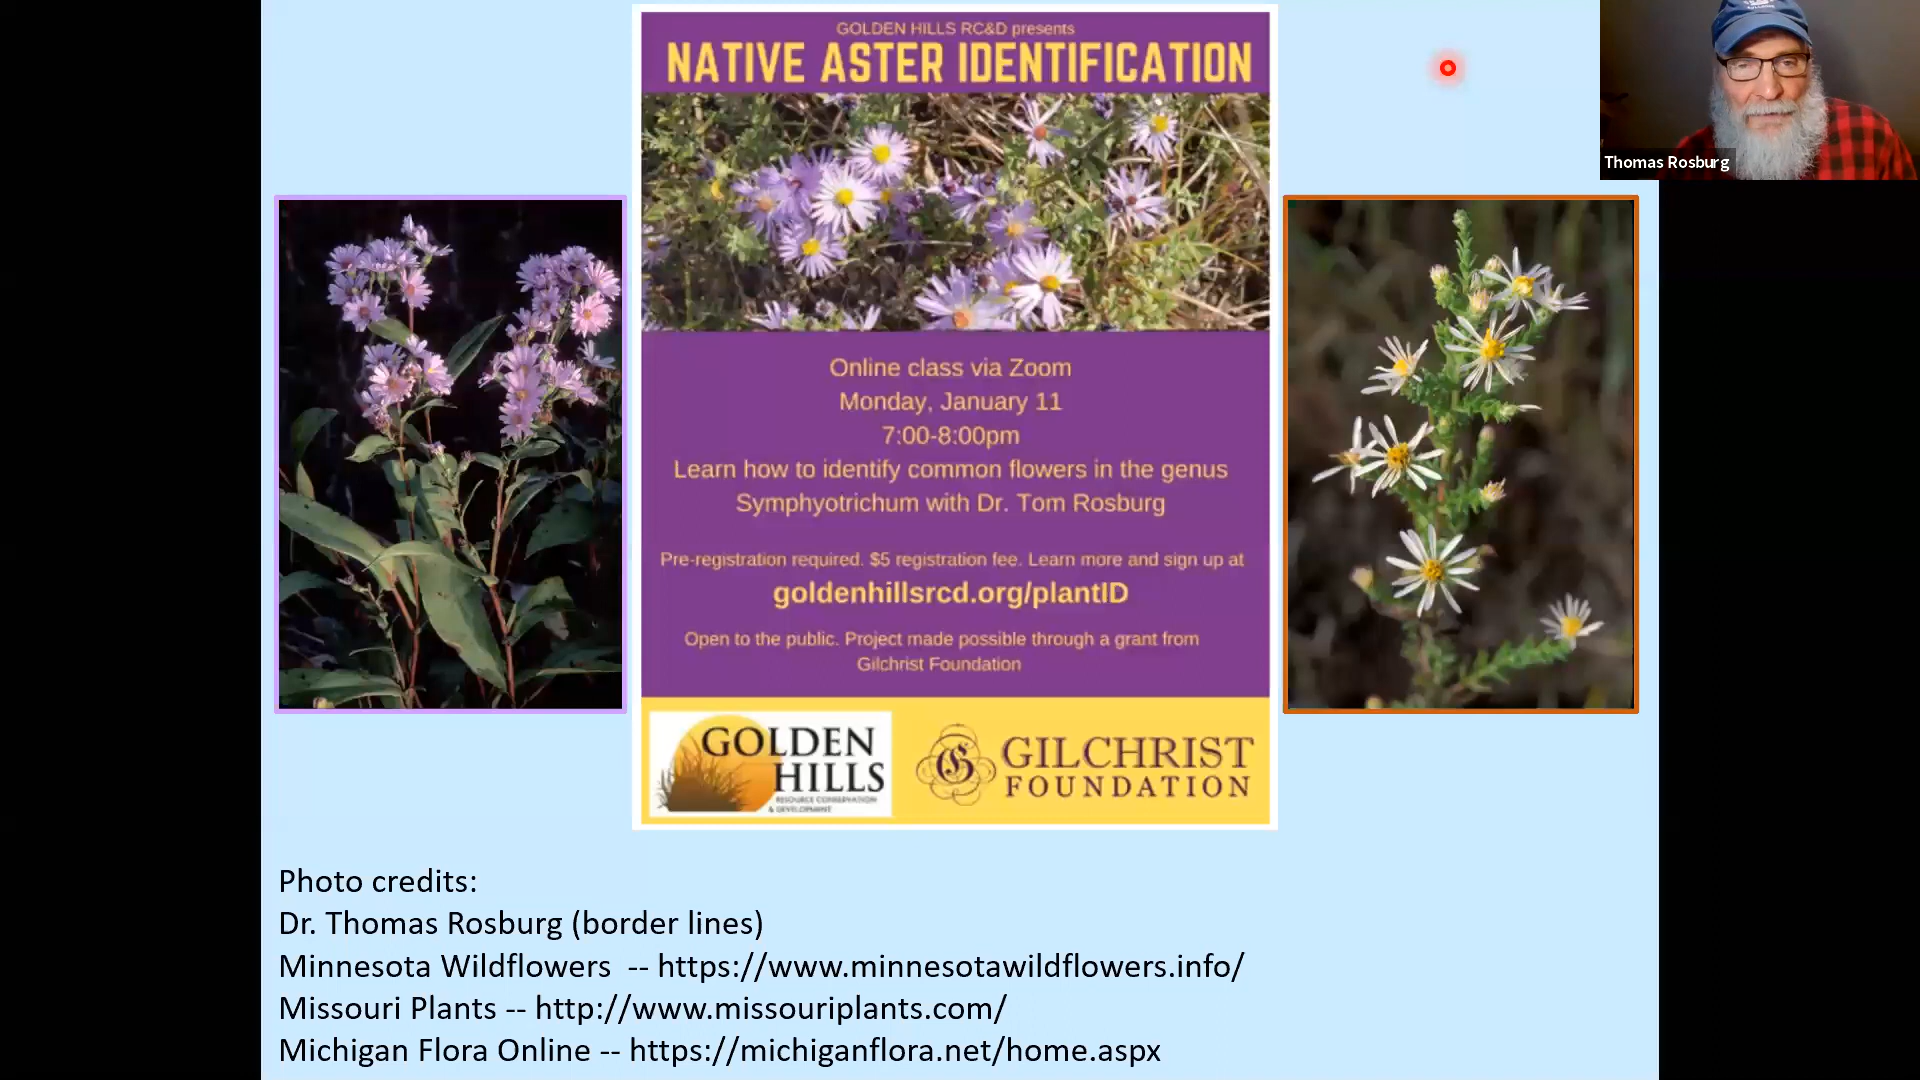 GOLDEN HILLS RC&D presents
NATIVE ASTER IDENTIFICATION
Thomas Rosburg
Online class via Zoom
Monday, January 11
7:00-8:00pm
Learn how to identify common flowers in the genus
Symphyotrichum with Dr. Tom Rosburg
Pre-registration required. $5 registration fee. Learn more and sign up at
goldenhillsrcd.org/plantID
Open to the public. Project made possible through a grant from
Gilchrist Foundation
GOLDEN
HILLS
RESOURCE CONSERVATION
& DEVELOPMENT
G
GILCHRIST
FOUNDATION
Photo credits:
Dr. Thomas Rosburg (border lines)
Minnesota Wildflowers  -- https://www.minnesotawildflowers.info/
Missouri Plants -- http://www.missouriplants.com/
Michigan Flora Online -- https://michiganflora.net/home.aspx